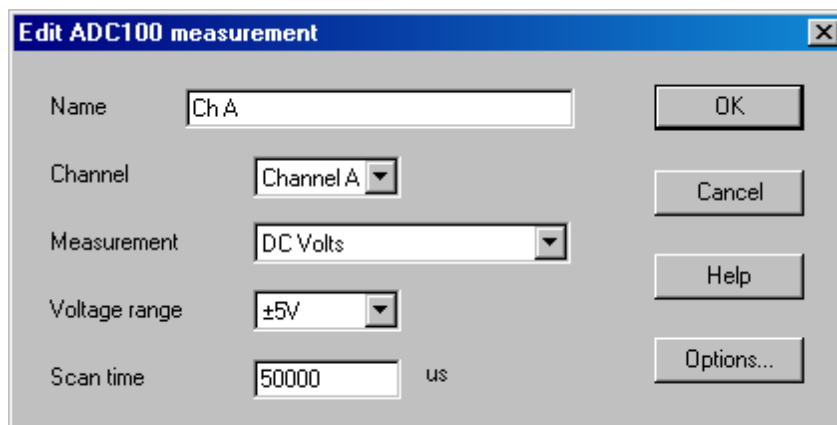 Edit ADC100 measurement
Name Ch A OK
Channel Channel A Cancel
Measurement DC Volts
Voltage range ±5V Help
Scan time 50000 us Options...